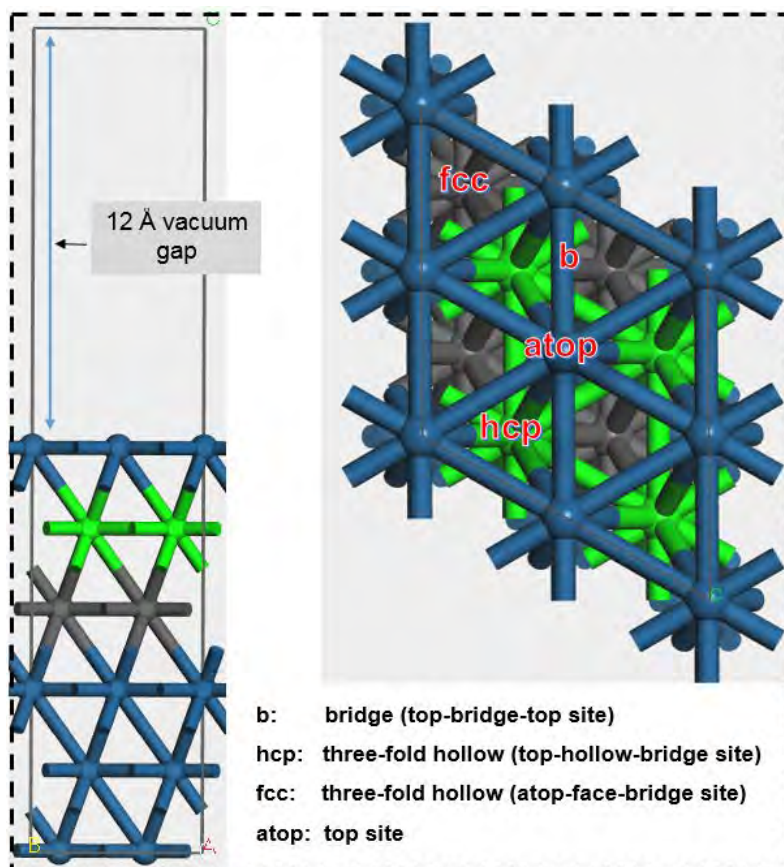 C
12 Å vacuum
gap
fcc
b
atop
hcp
B
A
b: bridge (top-bridge-top site)
hcp: three-fold hollow (top-hollow-bridge site)
fcc: three-fold hollow (atop-face-bridge site)
atop: top site